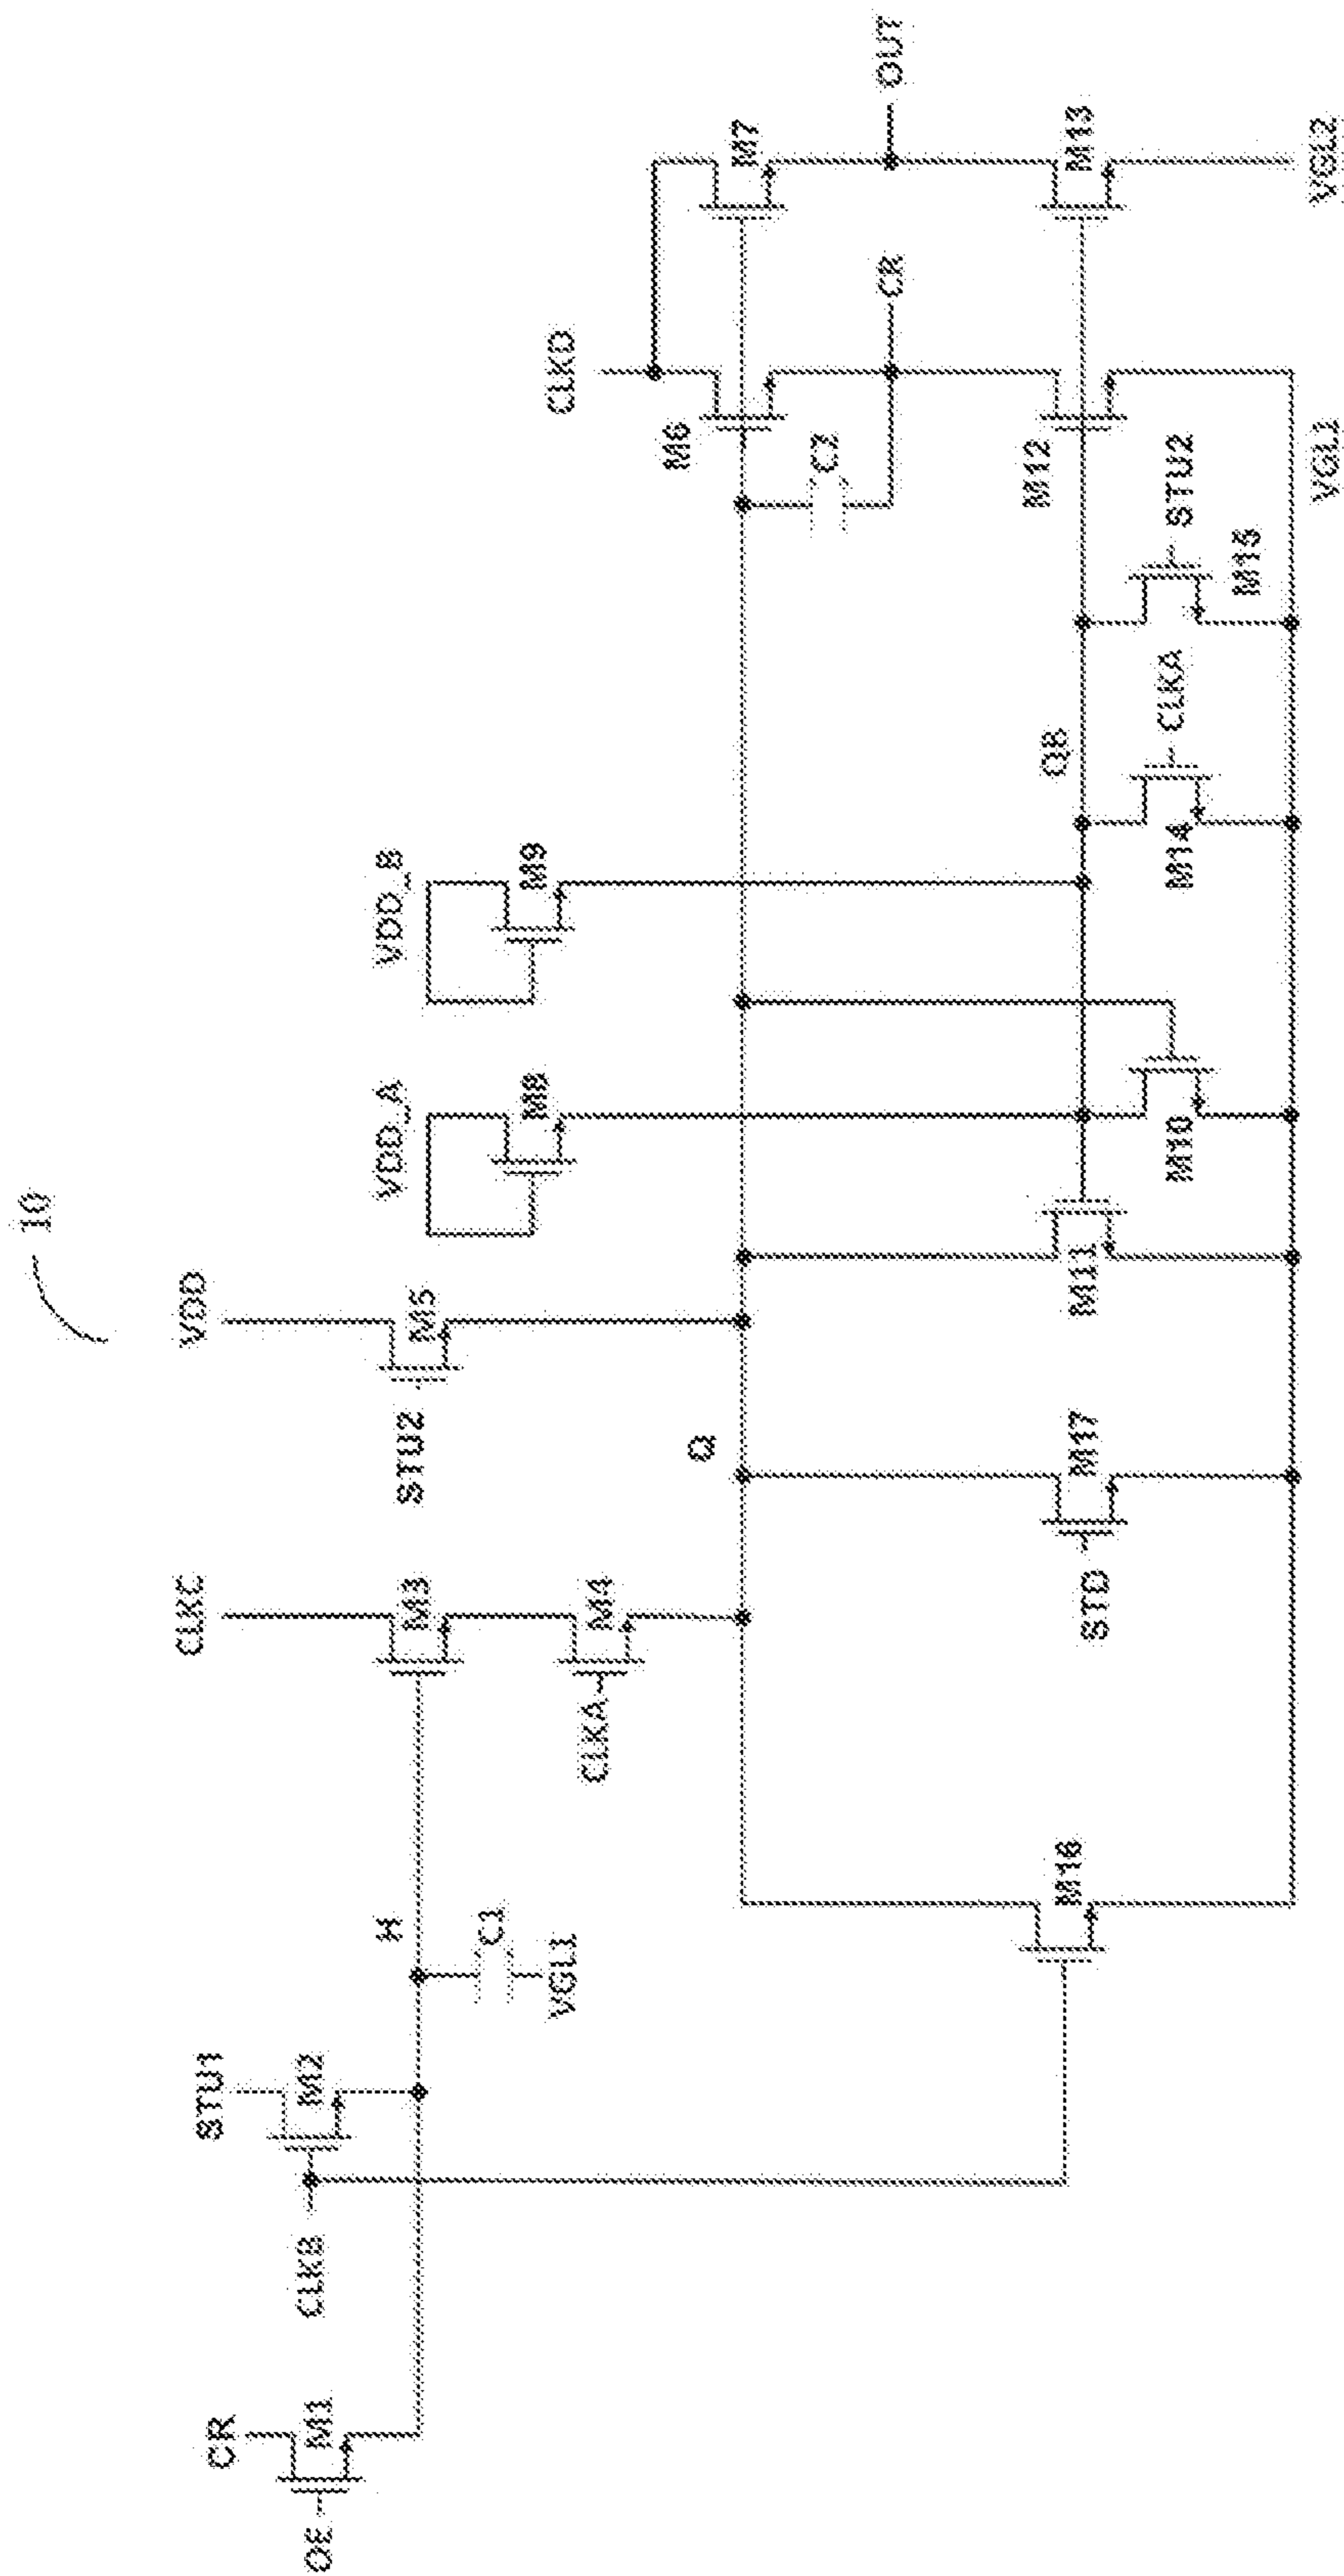 10
CLKC
VDD
VDD_A
VDD_B
CLKD
CR
STU1
OE
M1
CLKB
M2
H
C1
VGL1
M3
CLKA
M4
STU2
M5
M8
M9
M6
M7
C2
CR
OUT
Q
QB
M16
STD
M17
M11
M10
M14
CLKA
M15
STU2
M12
M13
VGL1
VGL2